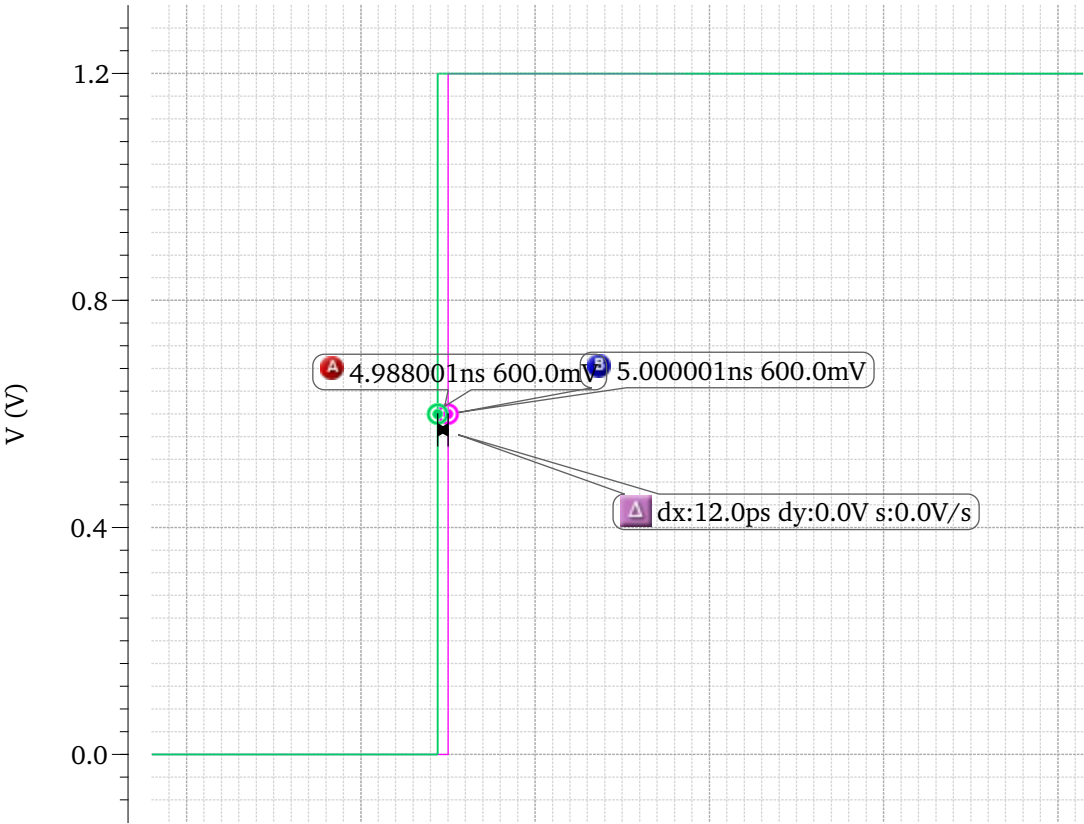 1.2
0.8
A 4.988001ns 600.0mV
B 5.000001ns 600.0mV
V (V)
Δ dx:12.0ps dy:0.0V s:0.0V/s
0.4
0.0